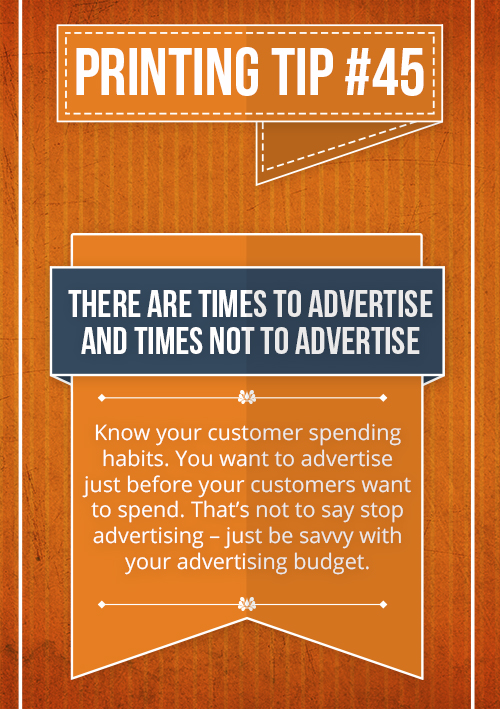 PRINTING TIP #45
THERE ARE TIMES TO ADVERTISE
AND TIMES NOT TO ADVERTISE
Know your customer spending
habits. You want to advertise
just before your customers want
to spend. That’s not to say stop
advertising – just be savvy with
your advertising budget.